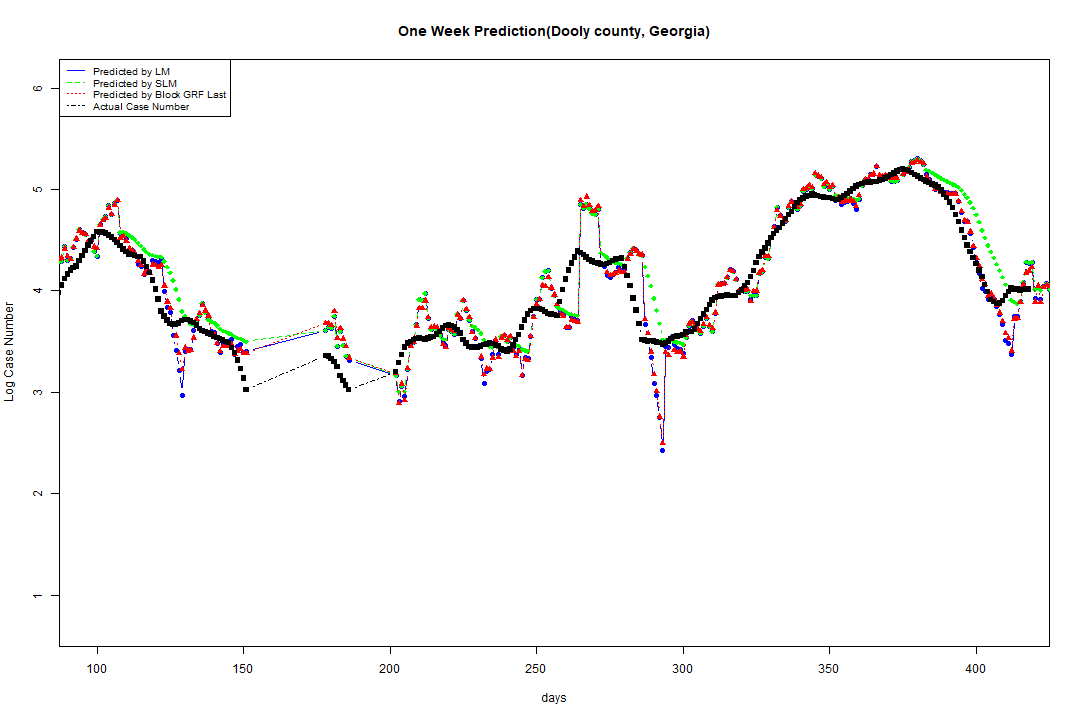 One Week Prediction(Dooly county, Georgia)
Predicted by LM
Predicted by SLM
Predicted by Block GRF Last
Actual Case Number
Log Case Number
6
5
4
3
2
1
100 150 200 250 300 350 400
days